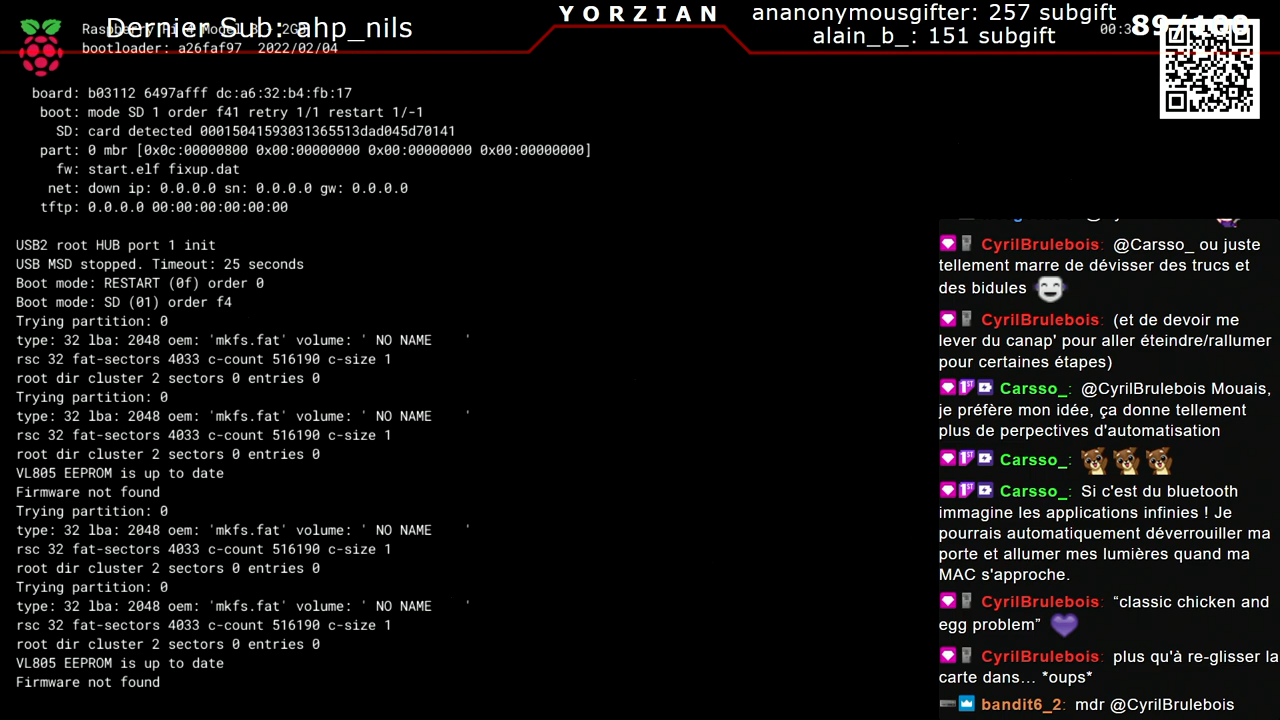 YORZIAN
Dernier Sub: ahp_nils
ananonymousgifter: 257 subgift
alain_b_: 151 subgift
89/100
00:3
Raspberry Pi 4 Model B 2GB
bootloader: a26faf97 2022/02/04
board: b03112 6497afff dc:a6:32:b4:fb:17
boot: mode SD 1 order f41 retry 1/1 restart 1/-1
SD: card detected 00015041593031365513dad045d70141
part: 0 mbr [0x0c:00000800 0x00:00000000 0x00:00000000 0x00:00000000]
fw: start.elf fixup.dat
net: down ip: 0.0.0.0 sn: 0.0.0.0 gw: 0.0.0.0
tftp: 0.0.0.0 00:00:00:00:00:00
USB2 root HUB port 1 init
USB MSD stopped. Timeout: 25 seconds
Boot mode: RESTART (0f) order 0
Boot mode: SD (01) order f4
Trying partition: 0
type: 32 lba: 2048 oem: 'mkfs.fat' volume: ' NO NAME    '
rsc 32 fat-sectors 4033 c-count 516190 c-size 1
root dir cluster 2 sectors 0 entries 0
Trying partition: 0
type: 32 lba: 2048 oem: 'mkfs.fat' volume: ' NO NAME    '
rsc 32 fat-sectors 4033 c-count 516190 c-size 1
root dir cluster 2 sectors 0 entries 0
VL805 EEPROM is up to date
Firmware not found
Trying partition: 0
type: 32 lba: 2048 oem: 'mkfs.fat' volume: ' NO NAME    '
rsc 32 fat-sectors 4033 c-count 516190 c-size 1
root dir cluster 2 sectors 0 entries 0
Trying partition: 0
type: 32 lba: 2048 oem: 'mkfs.fat' volume: ' NO NAME    '
rsc 32 fat-sectors 4033 c-count 516190 c-size 1
root dir cluster 2 sectors 0 entries 0
VL805 EEPROM is up to date
Firmware not found
CyrilBrulebois: @Carsso_ ou juste
tellement marre de dévisser des trucs et
des bidules
CyrilBrulebois: (et de devoir me
lever du canap' pour aller éteindre/rallumer
pour certaines étapes)
1ST Carsso_: @CyrilBrulebois Mouais,
je préfère mon idée, ça donne tellement
plus de perpectives d'automatisation
1ST Carsso_:
1ST Carsso_: Si c'est du bluetooth
immagine les applications infinies ! Je
pourrais automatiquement déverrouiller ma
porte et allumer mes lumières quand ma
MAC s'approche.
CyrilBrulebois: “classic chicken and
egg problem”
CyrilBrulebois: plus qu'à re-glisser la
carte dans… *oups*
bandit6_2: mdr @CyrilBrulebois